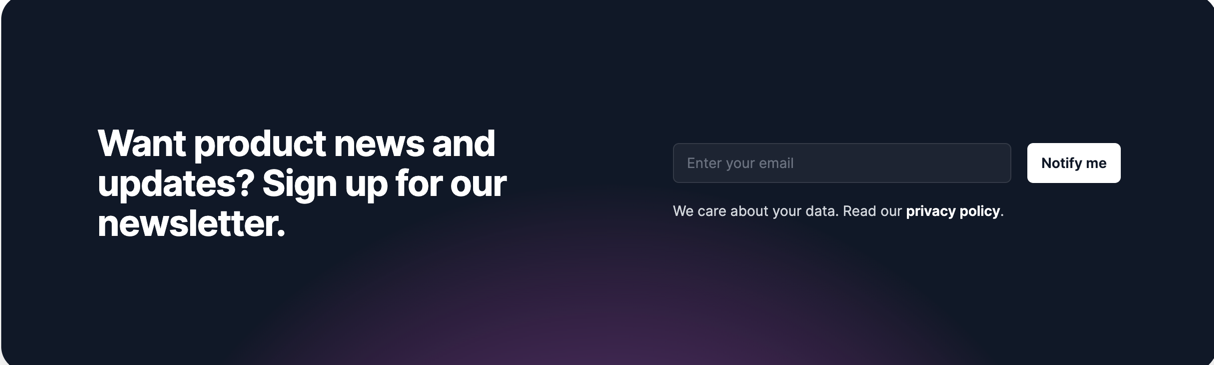 Want product news and
updates? Sign up for our
newsletter.
Enter your email
Notify me
We care about your data. Read our privacy policy.